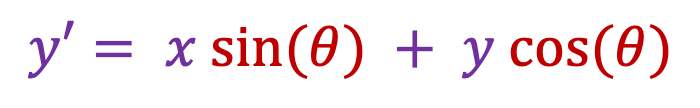 y′ = x sin(θ) + y cos(θ)